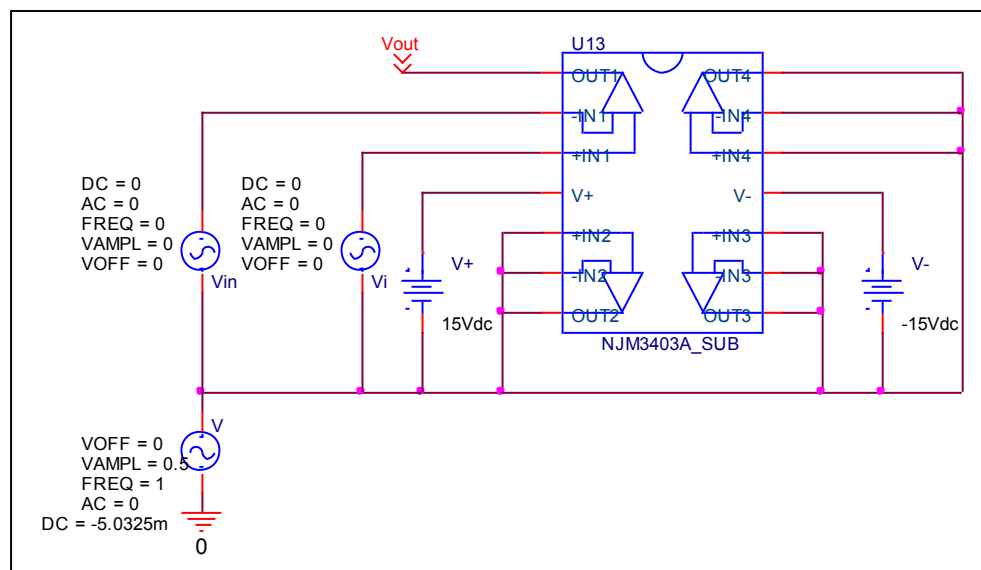 Vout
U13
OUT1
-IN1
+IN1
V+
+IN2
-IN2
OUT2
OUT4
-IN4
+IN4
V-
+IN3
-IN3
OUT3
NJM3403A_SUB
DC = 0
AC = 0
FREQ = 0
VAMPL = 0
VOFF = 0
Vin
DC = 0
AC = 0
FREQ = 0
VAMPL = 0
VOFF = 0
Vi
V+
15Vdc
V-
-15Vdc
V
VOFF = 0
VAMPL = 0.5
FREQ = 1
AC = 0
DC = -5.0325m
0